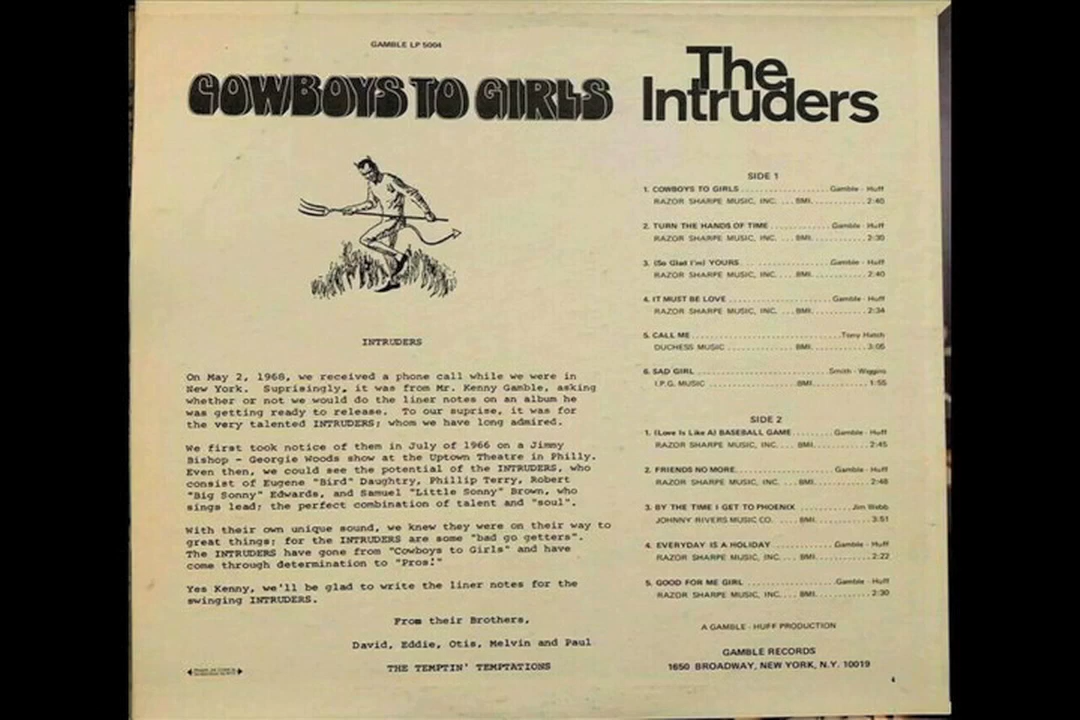 GAMBLE LP 5004
COWBOYS TO GIRLS
The
Intruders
INTRUDERS
On May 2, 1968, we received a phone call while we were in
New York. Suprisingly, it was from Mr. Kenny Gamble, asking
whether or not we would do the liner notes on an album he
was getting ready to release. To our suprise, it was for
the very talented INTRUDERS; whom we have long admired.
We first took notice of them in July of 1966 on a Jimmy
Bishop - Georgie Woods show at the Uptown Theatre in Philly.
Even then, we could see the potential of the INTRUDERS, who
consist of Eugene "Bird" Daughtry, Phillip Terry, Robert
"Big Sonny" Edwards, and Samuel "Little Sonny" Brown, who
sings lead; the perfect combination of talent and "soul".
With their own unique sound, we knew they were on their way to
great things; for the INTRUDERS are some "bad go getters".
The INTRUDERS have gone from "Cowboys to Girls" and have
come through determination to "Pros!"
Yes Kenny, we'll be glad to write the liner notes for the
swinging INTRUDERS.
From their Brothers,
David, Eddie, Otis, Melvin and Paul
THE TEMPTIN' TEMPTATIONS
SIDE 1
1. COWBOYS TO GIRLS . . . . . . . . . . . . . . . . . . Gamble - Huff
RAZOR SHARPE MUSIC, INC. . . . BMI. . . . . . . . . . . . 2:40
2. TURN THE HANDS OF TIME . . . . . . . . . . . . Gamble - Huff
RAZOR SHARPE MUSIC, INC. . . . BMI. . . . . . . . . . . . 2:35
3. (So Glad I'm) YOURS. . . . . . . . . . . . . . . . . . Gamble - Huff
RAZOR SHARPE MUSIC, INC. . . . BMI. . . . . . . . . . . . 2:40
4. IT MUST BE LOVE . . . . . . . . . . . . . . . . . . . . Gamble - Huff
RAZOR SHARPE MUSIC, INC. . . . BMI. . . . . . . . . . . . 2:34
5. CALL ME . . . . . . . . . . . . . . . . . . . . . . . . . . . . Tony Hatch
DUCHESS MUSIC . . . . . . . . . . . . . BMI. . . . . . . . . . . . 3:05
6. SAD GIRL . . . . . . . . . . . . . . . . . . . . . . . . . Smith - Wiggins
I.P.G. MUSIC . . . . . . . . . . . . . . . . . BMI. . . . . . . . . . . . 1:55
SIDE 2
1. (Love Is Like A) BASEBALL GAME. . . . . . . . . Gamble - Huff
RAZOR SHARPE MUSIC, INC. . . . BMI. . . . . . . . . . . . 2:45
2. FRIENDS NO MORE. . . . . . . . . . . . . . . . . . . . Gamble - Huff
RAZOR SHARPE MUSIC, INC. . . . BMI. . . . . . . . . . . . 2:48
3. BY THE TIME I GET TO PHOENIX . . . . . . . . . . . Jim Webb
JOHNNY RIVERS MUSIC CO. . . . . BMI. . . . . . . . . . . . 3:51
4. EVERYDAY IS A HOLIDAY . . . . . . . . . . . . . Gamble - Huff
RAZOR SHARPE MUSIC, INC. . . . BMI. . . . . . . . . . . . 2:22
5. GOOD FOR ME GIRL . . . . . . . . . . . . . . . . . Gamble - Huff
RAZOR SHARPE MUSIC, INC. . . . BMI. . . . . . . . . . . . 2:30
A GAMBLE - HUFF PRODUCTION
GAMBLE RECORDS
1650 BROADWAY, NEW YORK, N.Y. 10019